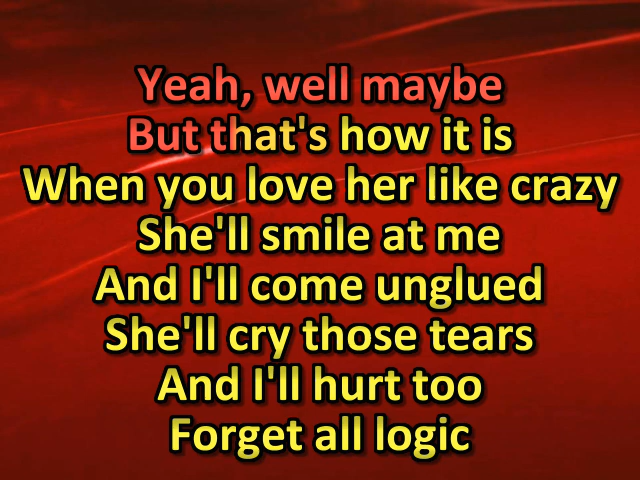 Yeah, well maybe
But that's how it is
When you love her like crazy
She'll smile at me
And I'll come unglued
She'll cry those tears
And I'll hurt too
Forget all logic